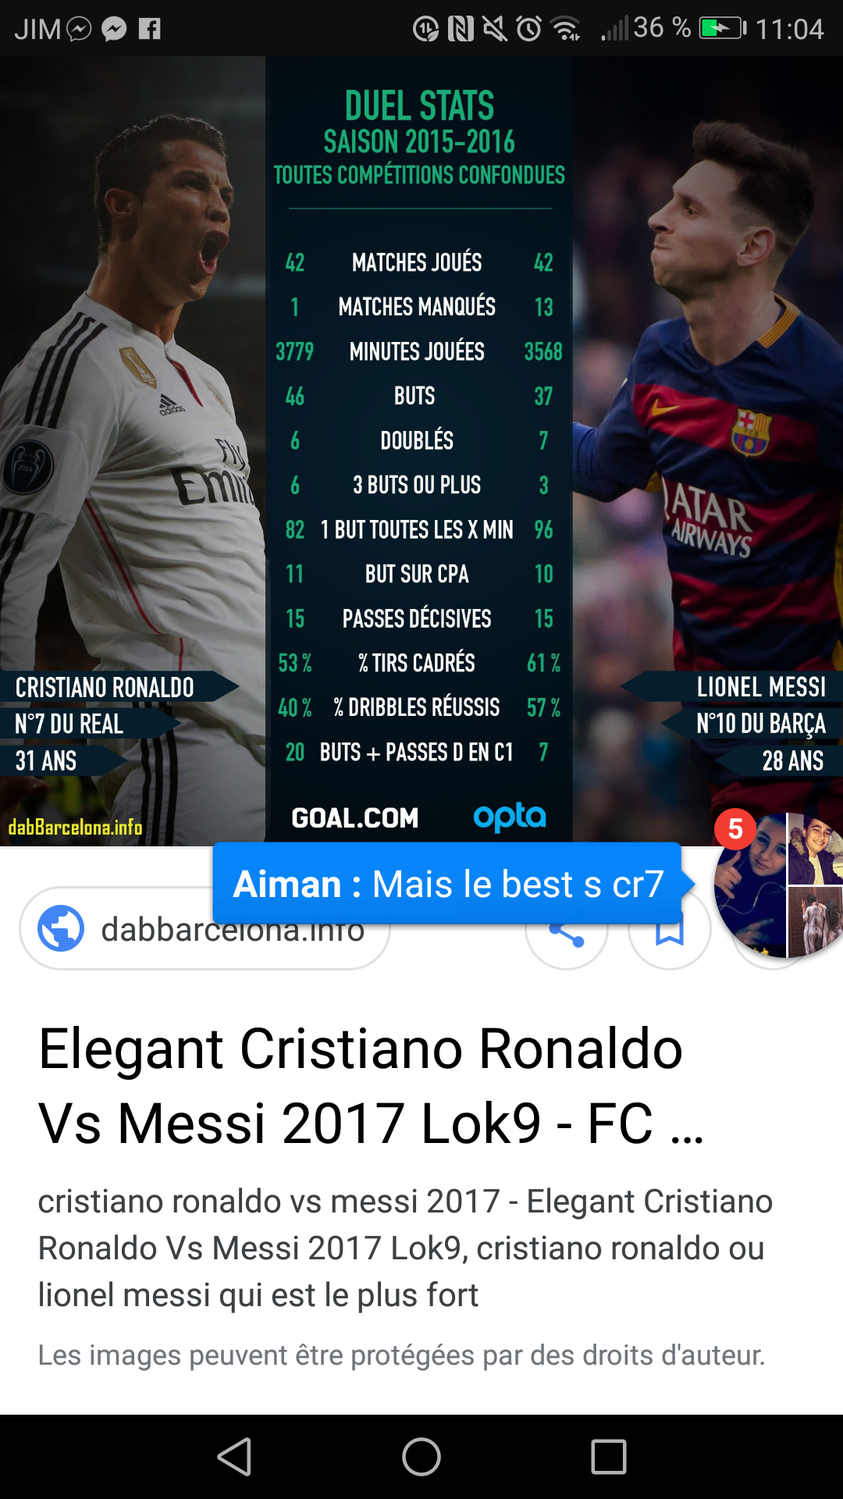 JIM 36 % 11:04
DUEL STATS
SAISON 2015-2016
TOUTES COMPÉTITIONS CONFONDUES
42 MATCHES JOUÉS 42
1 MATCHES MANQUÉS 13
3779 MINUTES JOUÉES 3568
46 BUTS 37
6 DOUBLÉS 7
6 3 BUTS OU PLUS 3
82 1 BUT TOUTES LES X MIN 96
11 BUT SUR CPA 10
15 PASSES DÉCISIVES 15
53 % % TIRS CADRÉS 61 %
40 % % DRIBBLES RÉUSSIS 57 %
20 BUTS + PASSES D EN C1 7
adidas
Fly
Emi
QATAR
AIRWAYS
CRISTIANO RONALDO
N°7 DU REAL
31 ANS
LIONEL MESSI
N°10 DU BARÇA
28 ANS
dabBarcelona.info
GOAL.COM opta
5
Aiman : Mais le best s cr7
dabbarcelona.info
Elegant Cristiano Ronaldo
Vs Messi 2017 Lok9 - FC ...
cristiano ronaldo vs messi 2017 - Elegant Cristiano
Ronaldo Vs Messi 2017 Lok9, cristiano ronaldo ou
lionel messi qui est le plus fort
Les images peuvent être protégées par des droits d'auteur.